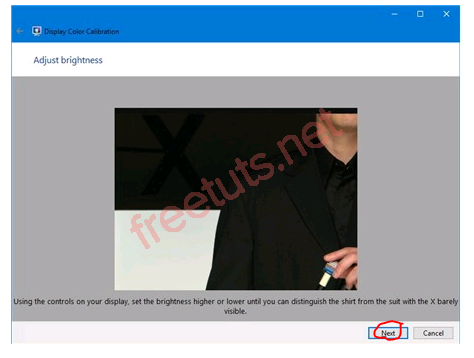 Display Color Calibration
Adjust brightness
X
freetuts.net
Using the controls on your display, set the brightness higher or lower until you can distinguish the shirt from the suit with the X barely
visible.
Next
Cancel